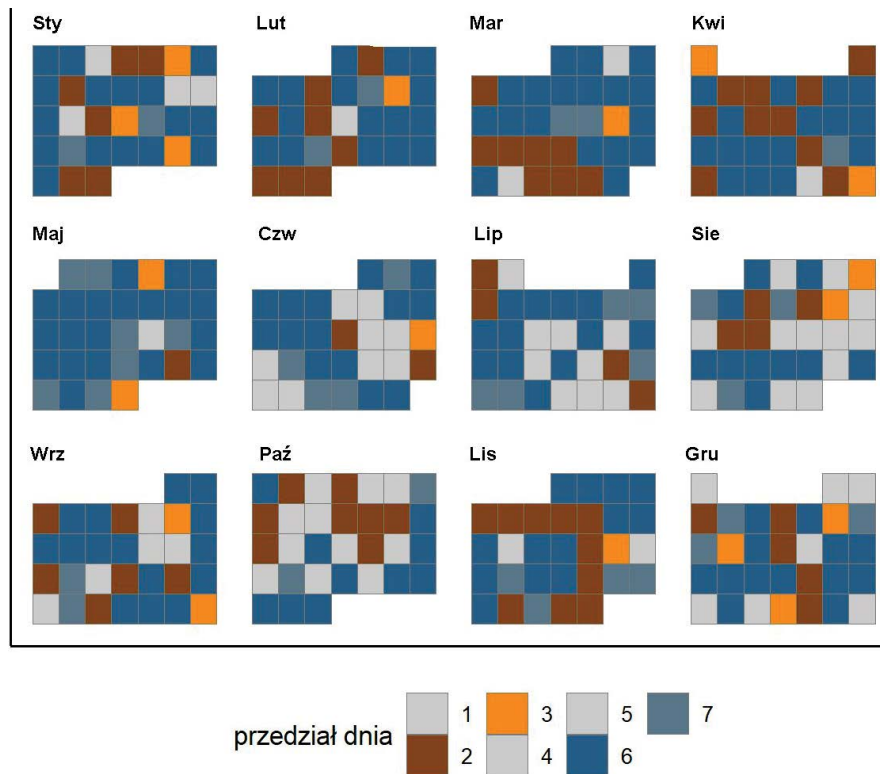 Sty Lut Mar Kwi
Maj Czw Lip Sie
Wrz Paź Lis Gru
przedział dnia
1 3 5 7
2 4 6